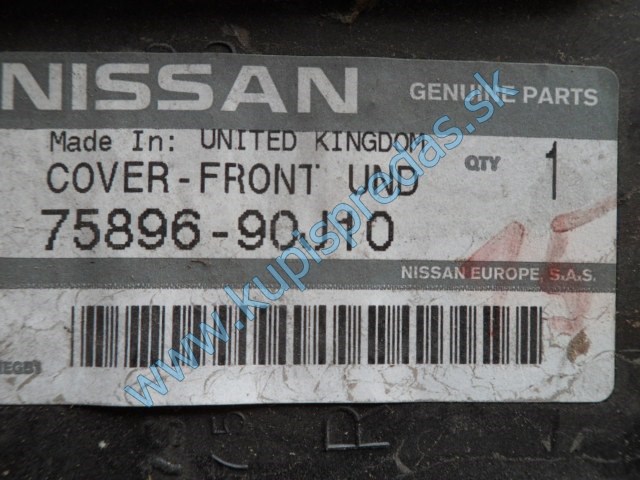 NISSAN
GENUINE PARTS
Made In: UNITED KINGDOM
COVER-FRONT UND
QTY 1
75896-90J10
NISSAN EUROPE, S.A.S.
15
www.kupispredas.sk